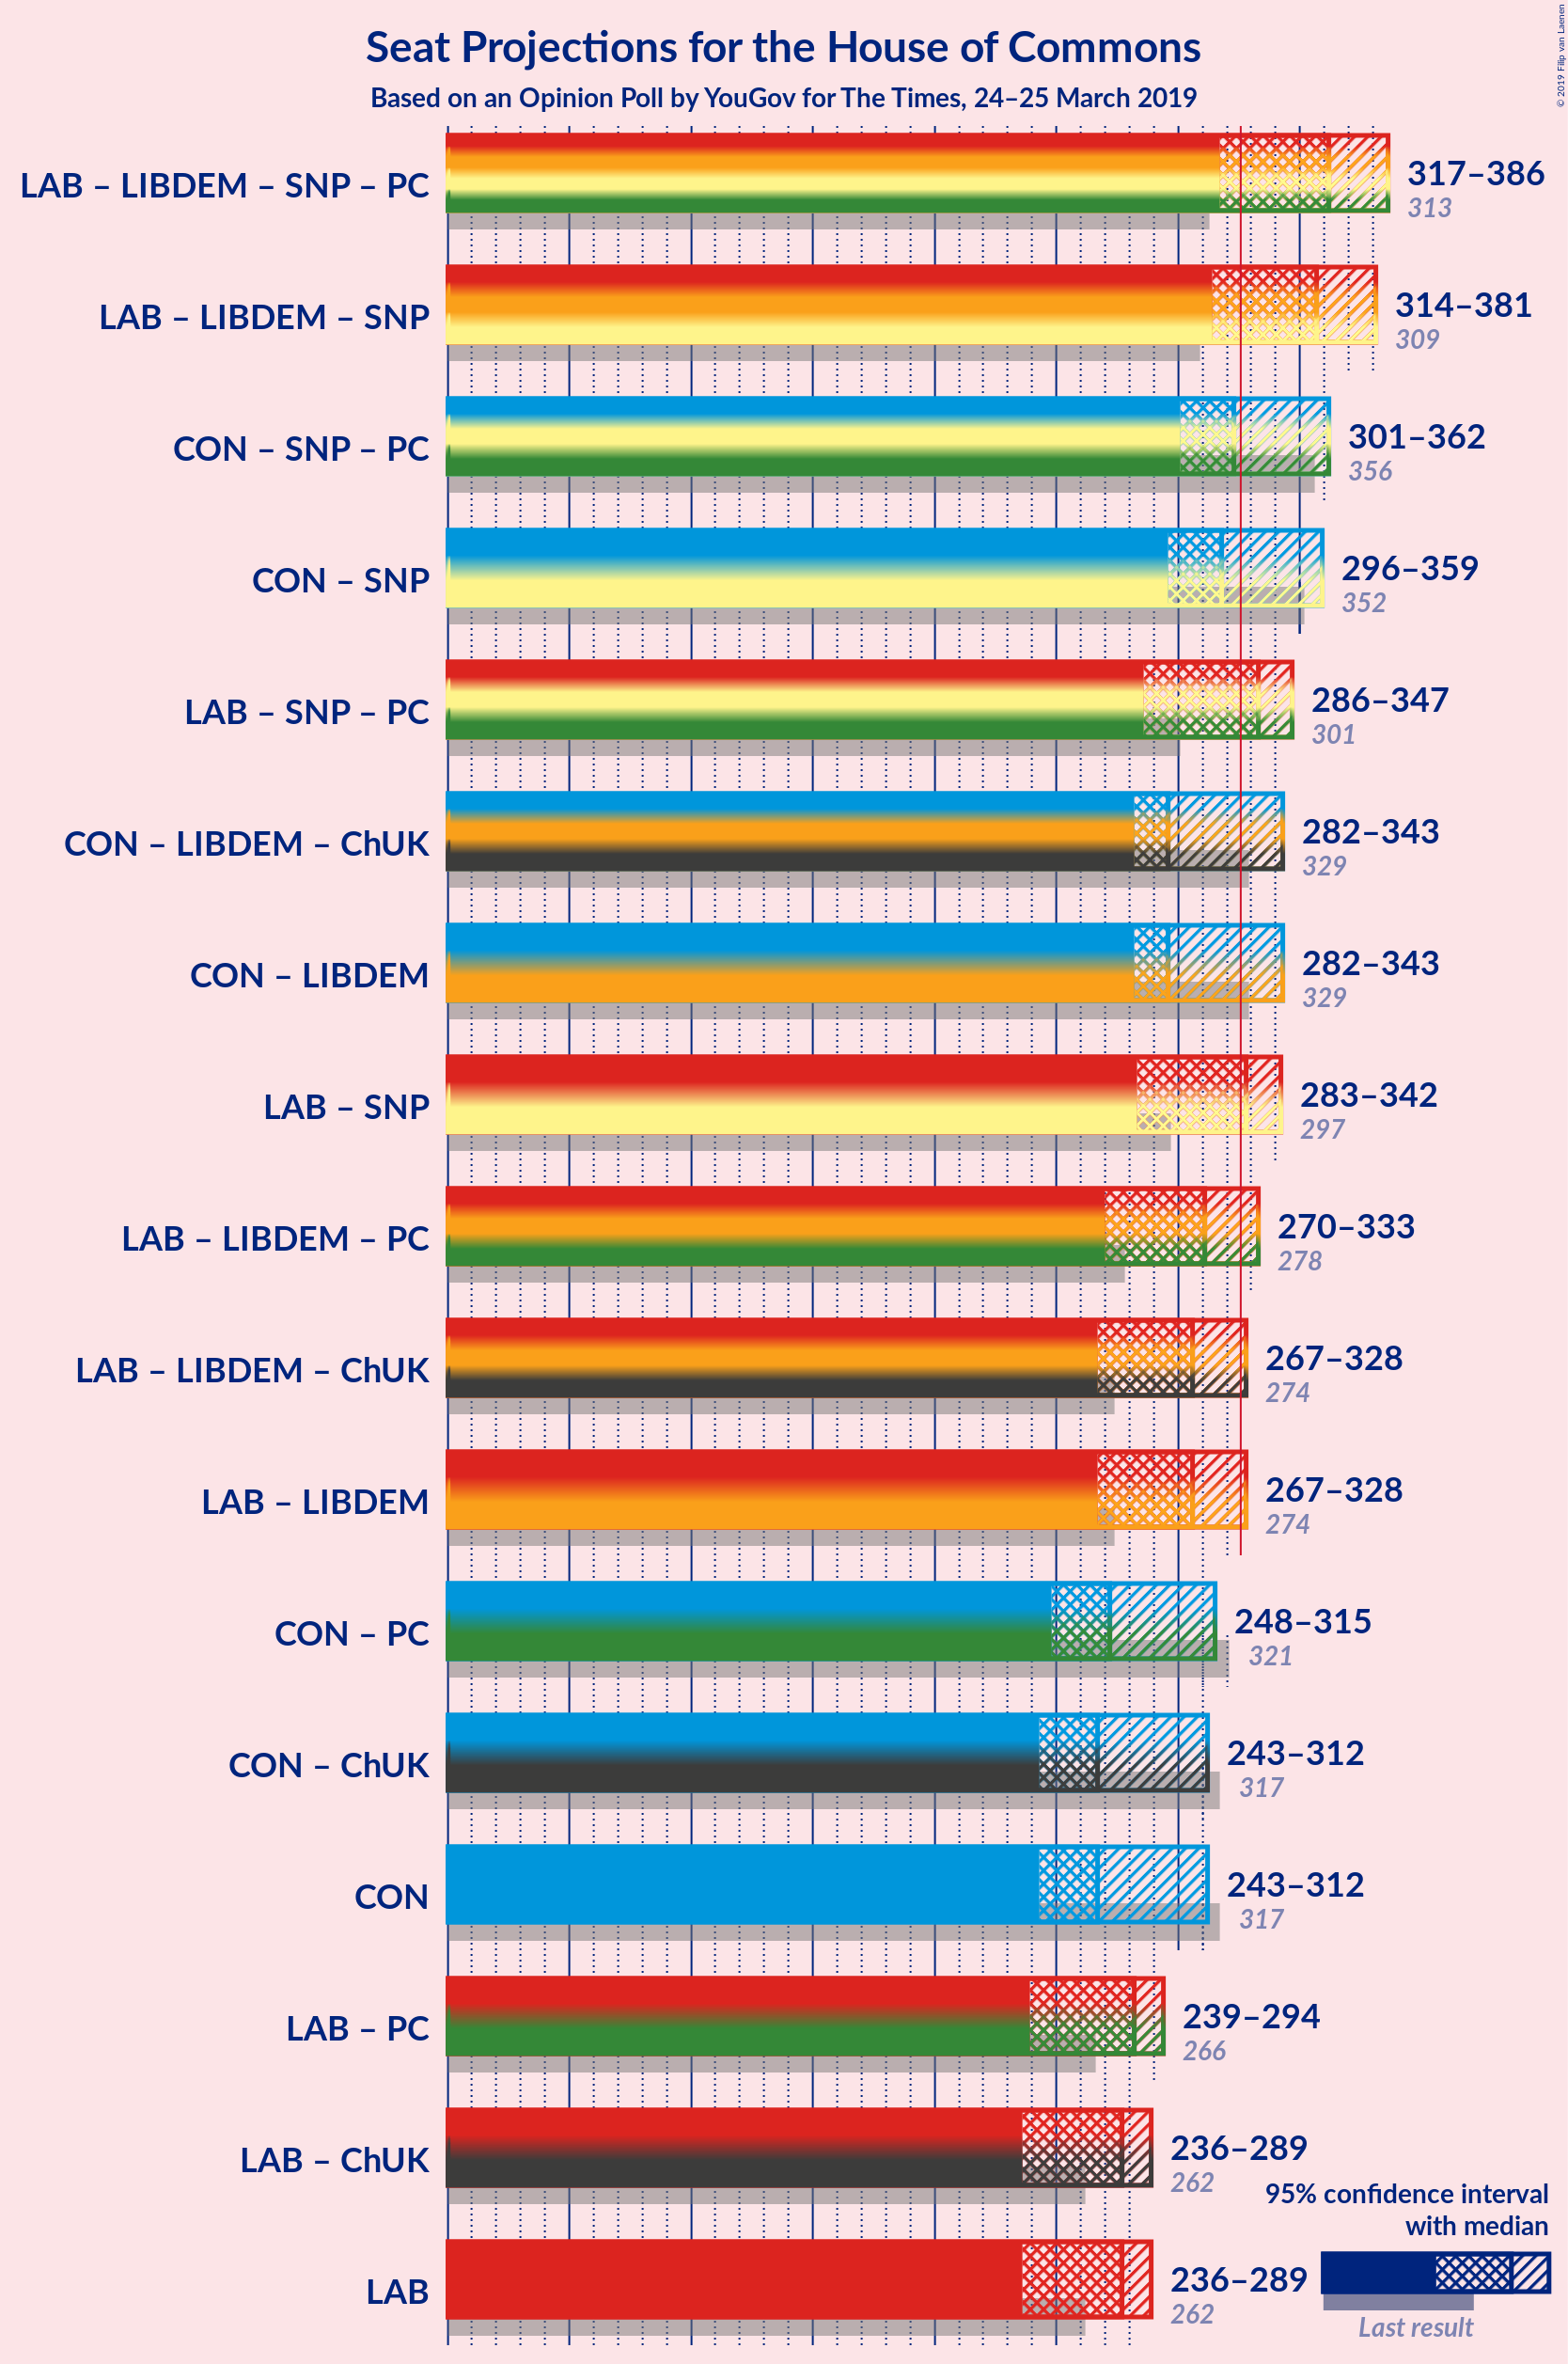 Seat Projections for the House of Commons
Based on an Opinion Poll by YouGov for The Times, 24–25 March 2019
© 2019 Filip van Laenen
LAB – LIBDEM – SNP – PC
317–386
313
LAB – LIBDEM – SNP
314–381
309
CON – SNP – PC
301–362
356
CON – SNP
296–359
352
LAB – SNP – PC
286–347
301
CON – LIBDEM – ChUK
282–343
329
CON – LIBDEM
282–343
329
LAB – SNP
283–342
297
LAB – LIBDEM – PC
270–333
278
LAB – LIBDEM – ChUK
267–328
274
LAB – LIBDEM
267–328
274
CON – PC
248–315
321
CON – ChUK
243–312
317
CON
243–312
317
LAB – PC
239–294
266
LAB – ChUK
236–289
262
LAB
236–289
262
95% confidence interval
with median
Last result